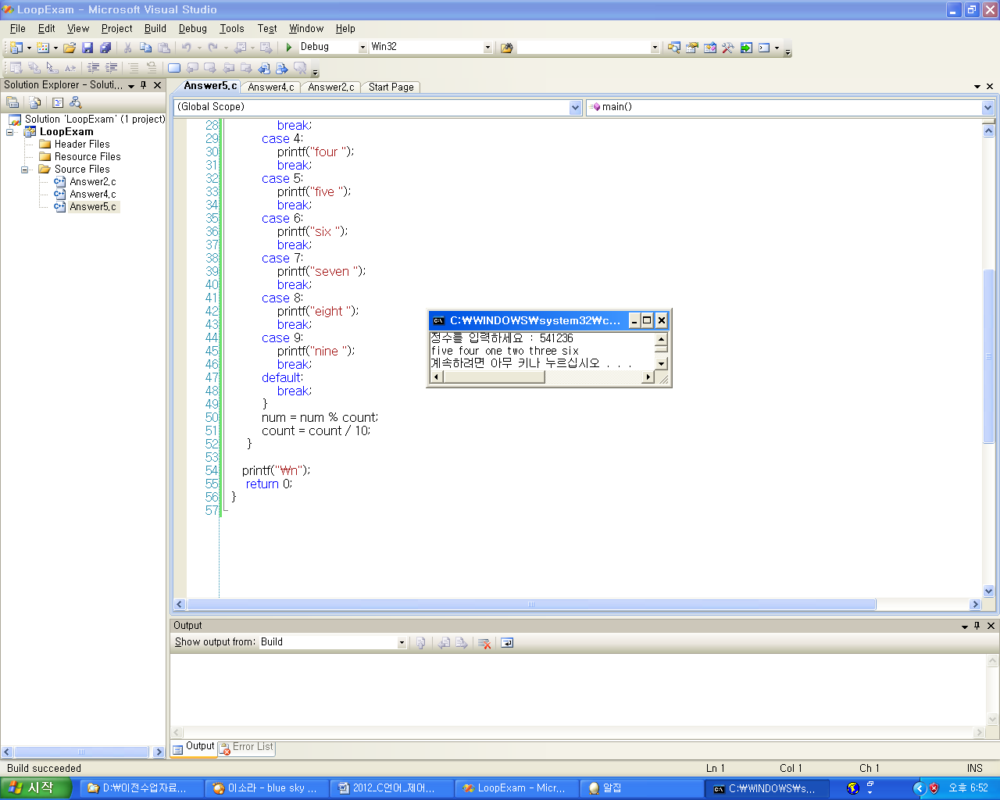 LoopExam - Microsoft Visual Studio
File Edit View Project Build Debug Tools Test Window Help
Debug Win32
Solution Explorer - Soluti...
Answer5.c Answer4.c Answer2.c Start Page
(Global Scope) main()
Solution 'LoopExam' (1 project)
LoopExam
Header Files
Resource Files
Source Files
Answer2.c
Answer4.c
Answer5.c
28 break;
29 case 4:
30 printf("four ");
31 break;
32 case 5:
33 printf("five ");
34 break;
35 case 6:
36 printf("six ");
37 break;
38 case 7:
39 printf("seven ");
40 break;
41 case 8:
42 printf("eight ");
43 break;
44 case 9:
45 printf("nine ");
46 break;
47 default:
48 break;
49 }
50 num = num % count;
51 count = count / 10;
52 }
53
54 printf("₩n");
55 return 0;
56 }
57
C:₩WINDOWS₩system32₩c...
정수를 입력하세요 : 541236
five four one two three six
계속하려면 아무 키나 누르십시오 . . .
Output
Show output from: Build
Output Error List
Build succeeded Ln 1 Col 1 Ch 1 INS
시작 D:₩이전수업자료... 이소라 - blue sky ... 2012_C언어_제어... LoopExam - Micr... 알집 C:₩WINDOWS₩s... 오후 6:52